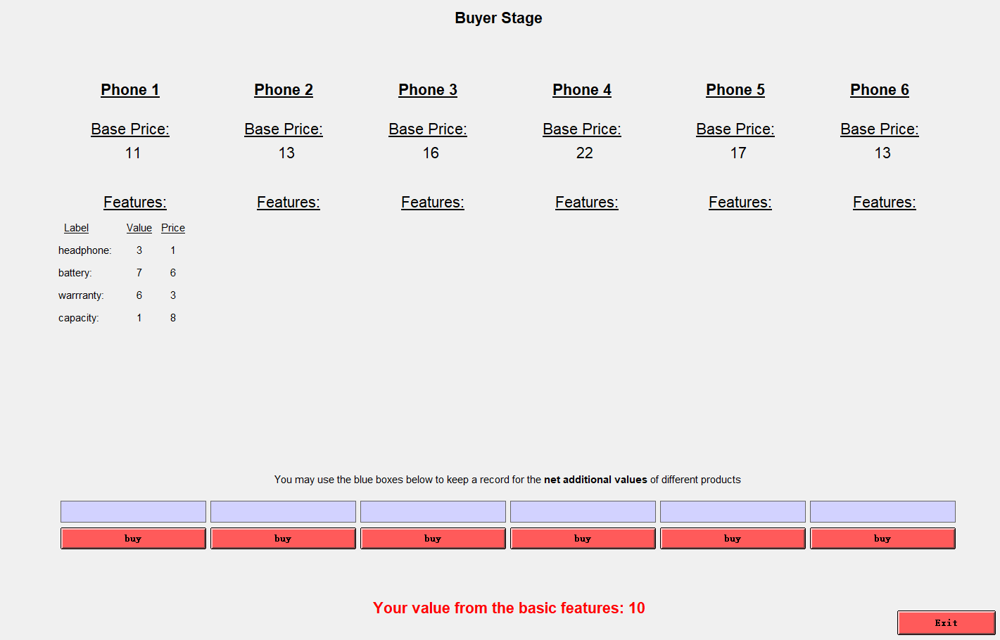 Buyer Stage
Phone 1 Phone 2 Phone 3 Phone 4 Phone 5 Phone 6
Base Price: Base Price: Base Price: Base Price: Base Price: Base Price:
11 13 16 22 17 13
Features: Features: Features: Features: Features: Features:
Label Value Price
headphone: 3 1
battery: 7 6
warrranty: 6 3
capacity: 1 8
You may use the blue boxes below to keep a record for the net additional values of different products
buy buy buy buy buy buy
Your value from the basic features: 10
Exit